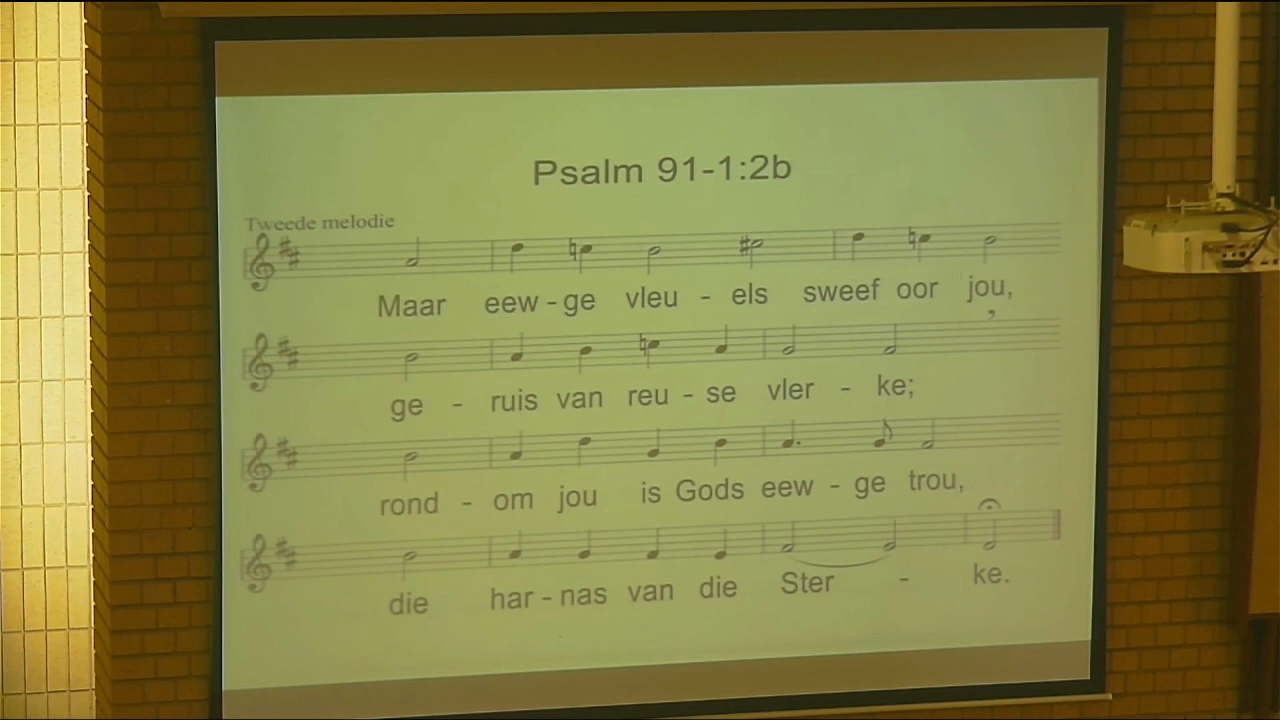 Psalm 91-1:2b
Tweede melodie
Maar eew - ge vleu - els sweef oor jou,
ge - ruis van reu - se vler - ke;
rond - om jou is Gods eew - ge trou,
die har - nas van die Ster - ke.